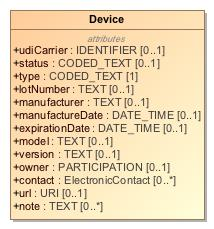 Device
attributes
+udiCarrier : IDENTIFIER [0..1]
+status : CODED_TEXT [0..1]
+type : CODED_TEXT [1]
+lotNumber : TEXT [0..1]
+manufacturer : TEXT [0..1]
+manufactureDate : DATE_TIME [0..1]
+expirationDate : DATE_TIME [0..1]
+model : TEXT [0..1]
+version : TEXT [0..1]
+owner : PARTICIPATION [0..1]
+contact : ElectronicContact [0..*]
+url : URI [0..1]
+note : TEXT [0..*]